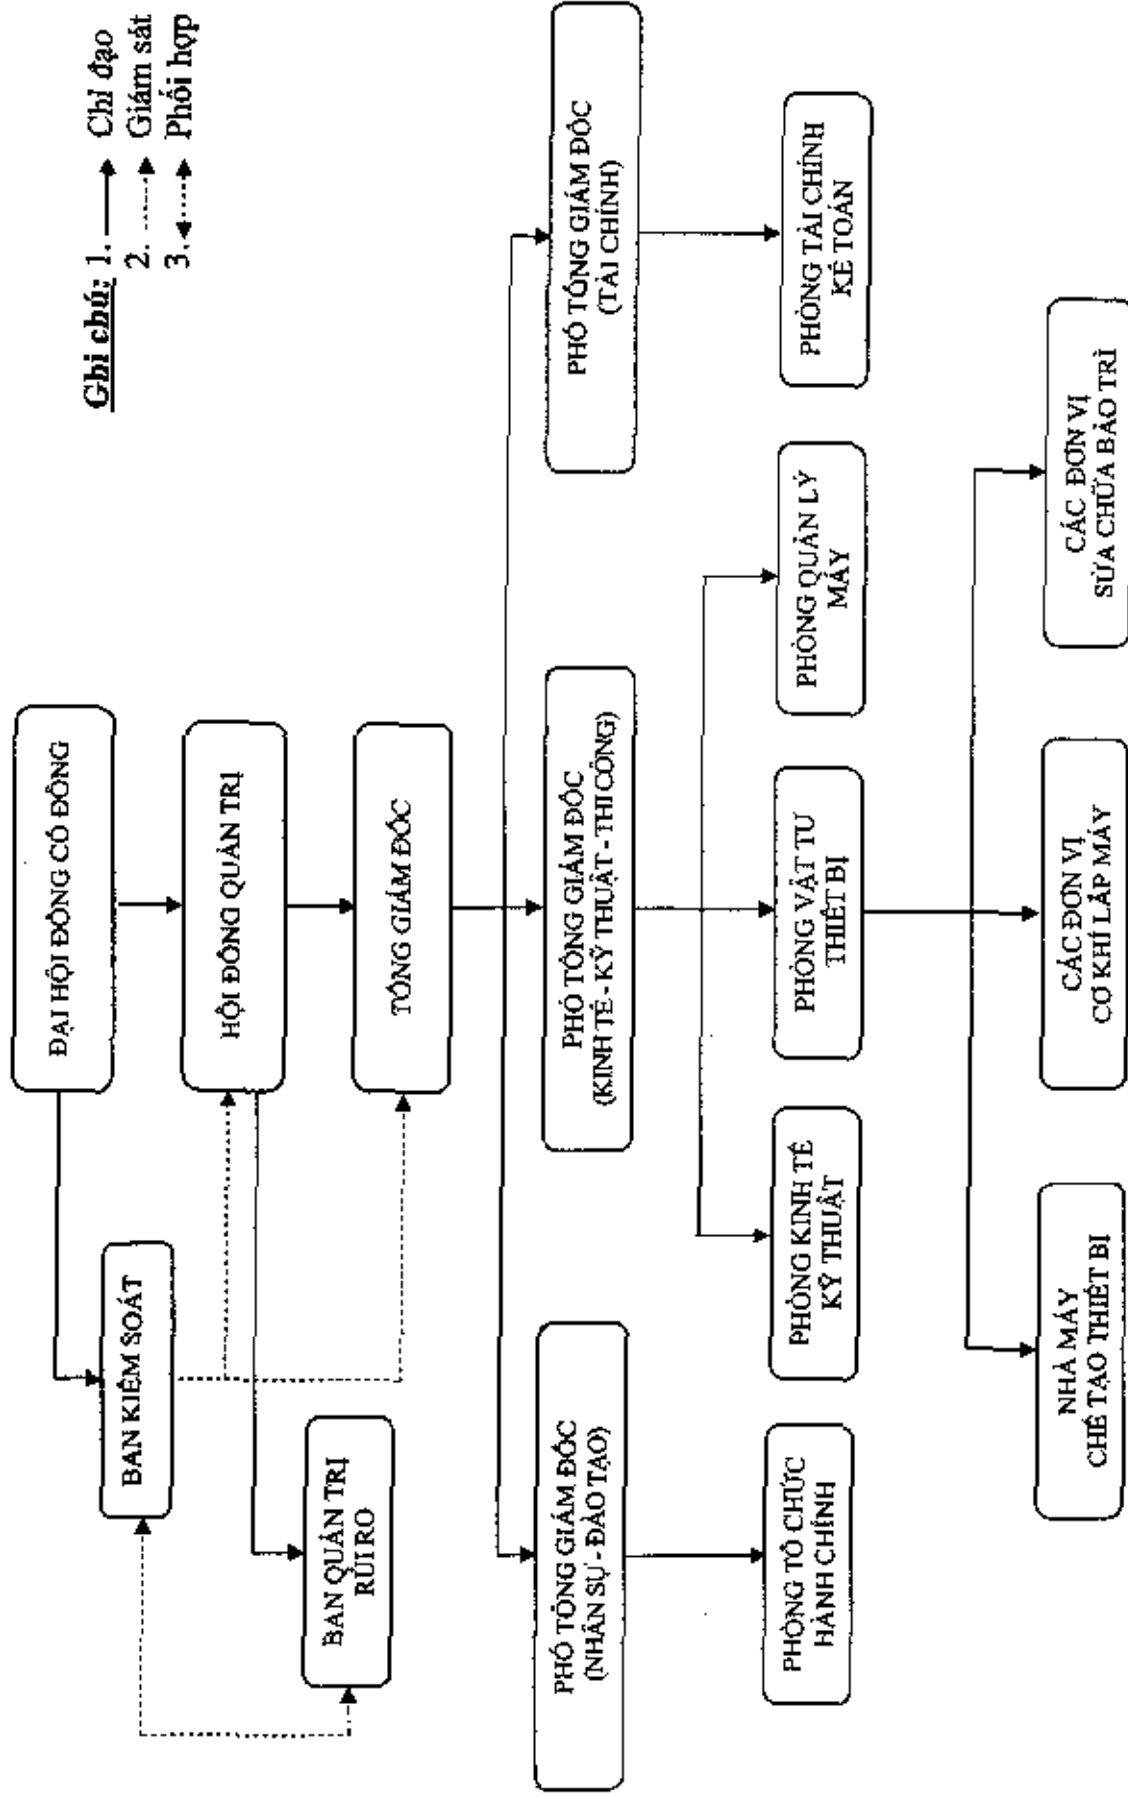 Ghi chú: 1. Chỉ đạo
2. Giám sát
3. Phối hợp
ĐẠI HỘI ĐỒNG CỔ ĐÔNG
BAN KIỂM SOÁT
HỘI ĐỒNG QUẢN TRỊ
BAN QUẢN TRỊ
RỦI RO
TỔNG GIÁM ĐỐC
PHÓ TỔNG GIÁM ĐỐC
(NHÂN SỰ - ĐÀO TẠO)
PHÓ TỔNG GIÁM ĐỐC
(KINH TẾ - KỸ THUẬT - THI CÔNG)
PHÓ TỔNG GIÁM ĐỐC
(TÀI CHÍNH)
PHÒNG TỔ CHỨC
HÀNH CHÍNH
PHÒNG KINH TẾ
KỸ THUẬT
PHÒNG VẬT TƯ
THIẾT BỊ
PHÒNG QUẢN LÝ
MÁY
PHÒNG TÀI CHÍNH
KẾ TOÁN
NHÀ MÁY
CHẾ TẠO THIẾT BỊ
CÁC ĐƠN VỊ
CƠ KHÍ LẮP MÁY
CÁC ĐƠN VỊ
SỬA CHỮA BẢO TRÌ